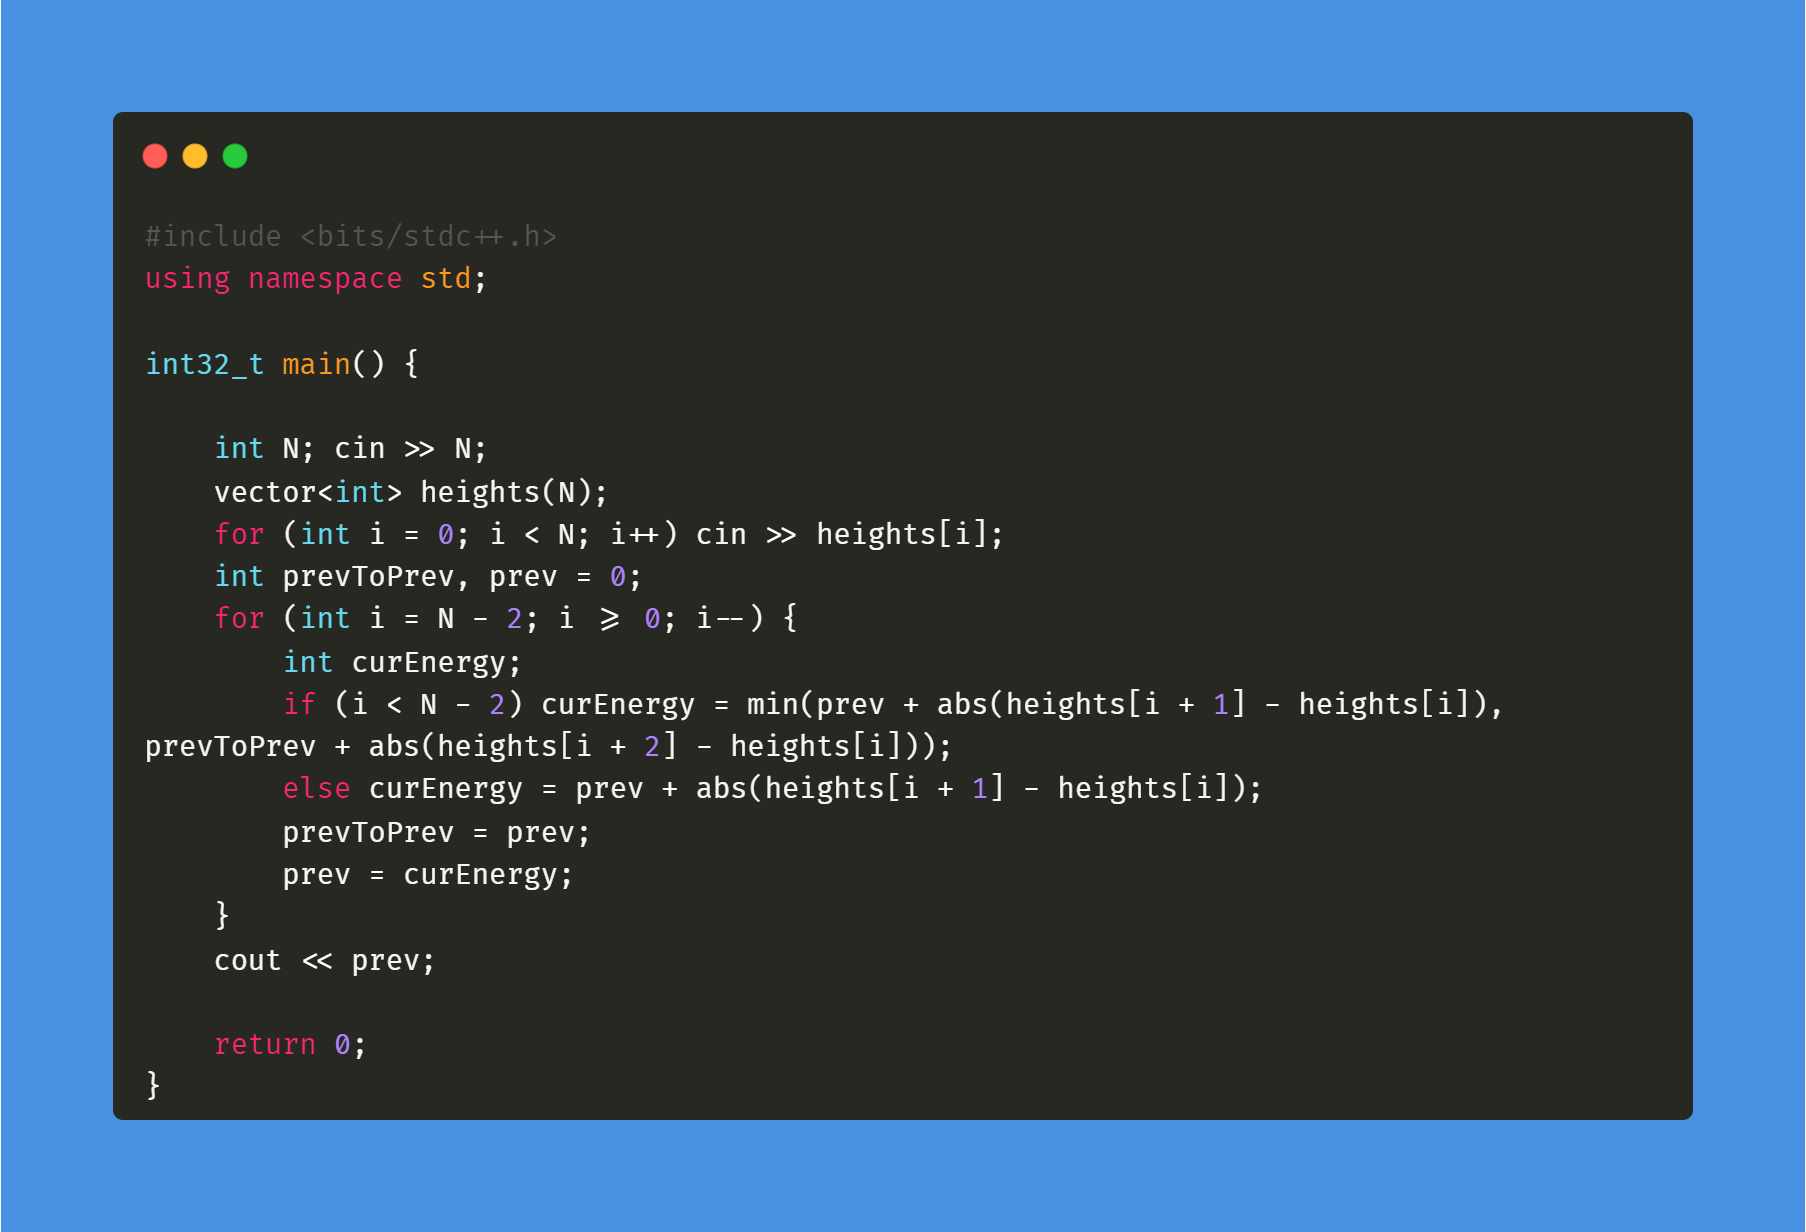 #include <bits/stdc++.h>
using namespace std;

int32_t main() {

    int N; cin >> N;
    vector<int> heights(N);
    for (int i = 0; i < N; i++) cin >> heights[i];
    int prevToPrev, prev = 0;
    for (int i = N - 2; i >= 0; i--) {
        int curEnergy;
        if (i < N - 2) curEnergy = min(prev + abs(heights[i + 1] - heights[i]),
prevToPrev + abs(heights[i + 2] - heights[i]));
        else curEnergy = prev + abs(heights[i + 1] - heights[i]);
        prevToPrev = prev;
        prev = curEnergy;
    }
    cout << prev;

    return 0;
}